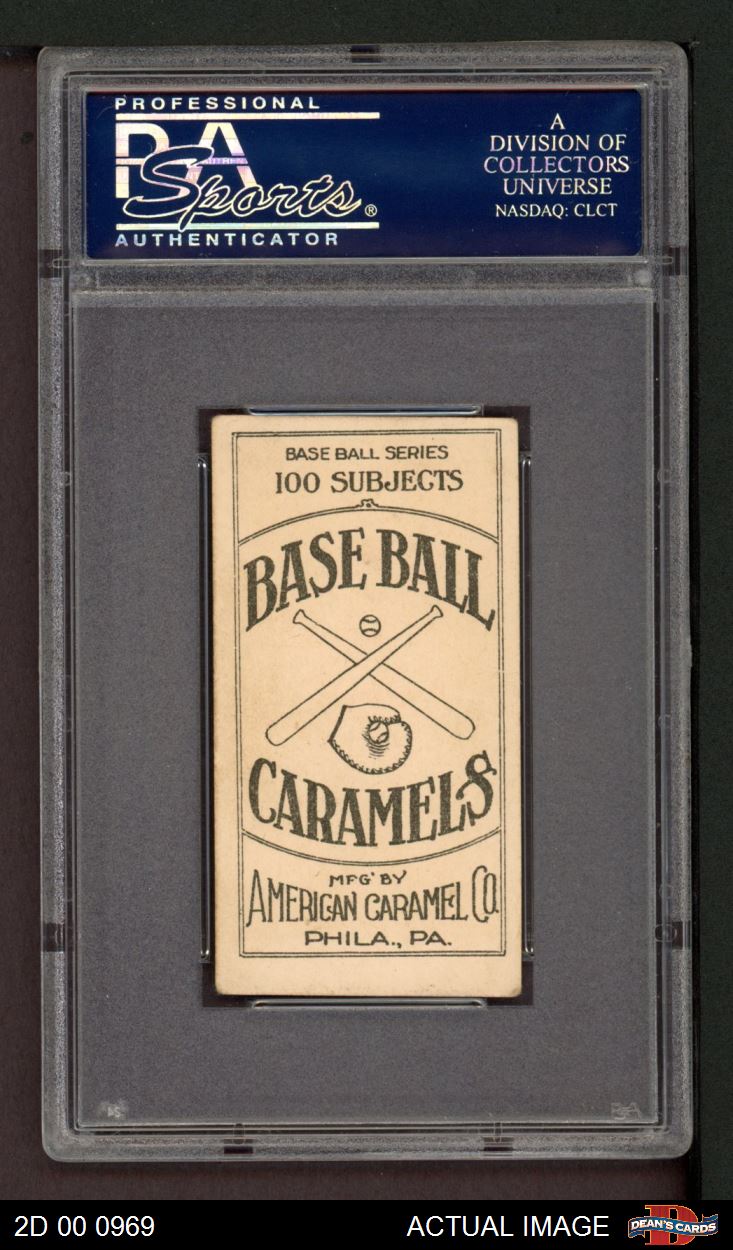 PROFESSIONAL
PSA
Sports®
AUTHENTICATOR
A
DIVISION OF
COLLECTORS
UNIVERSE
NASDAQ: CLCT
BASE BALL SERIES
100 SUBJECTS
BASE BALL
CARAMELS
MFG' BY
AMERICAN CARAMEL CO.
PHILA., PA.
2D 00 0969
ACTUAL IMAGE
DEAN'S CARDS